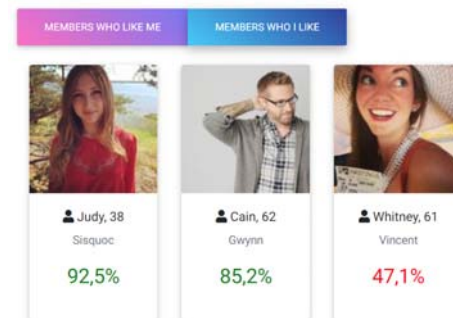 MEMBERS WHO LIKE ME
MEMBERS WHO I LIKE
Judy, 38
Sisquoc
92,5%
Cain, 62
Gwynn
85,2%
Whitney, 61
Vincent
47,1%